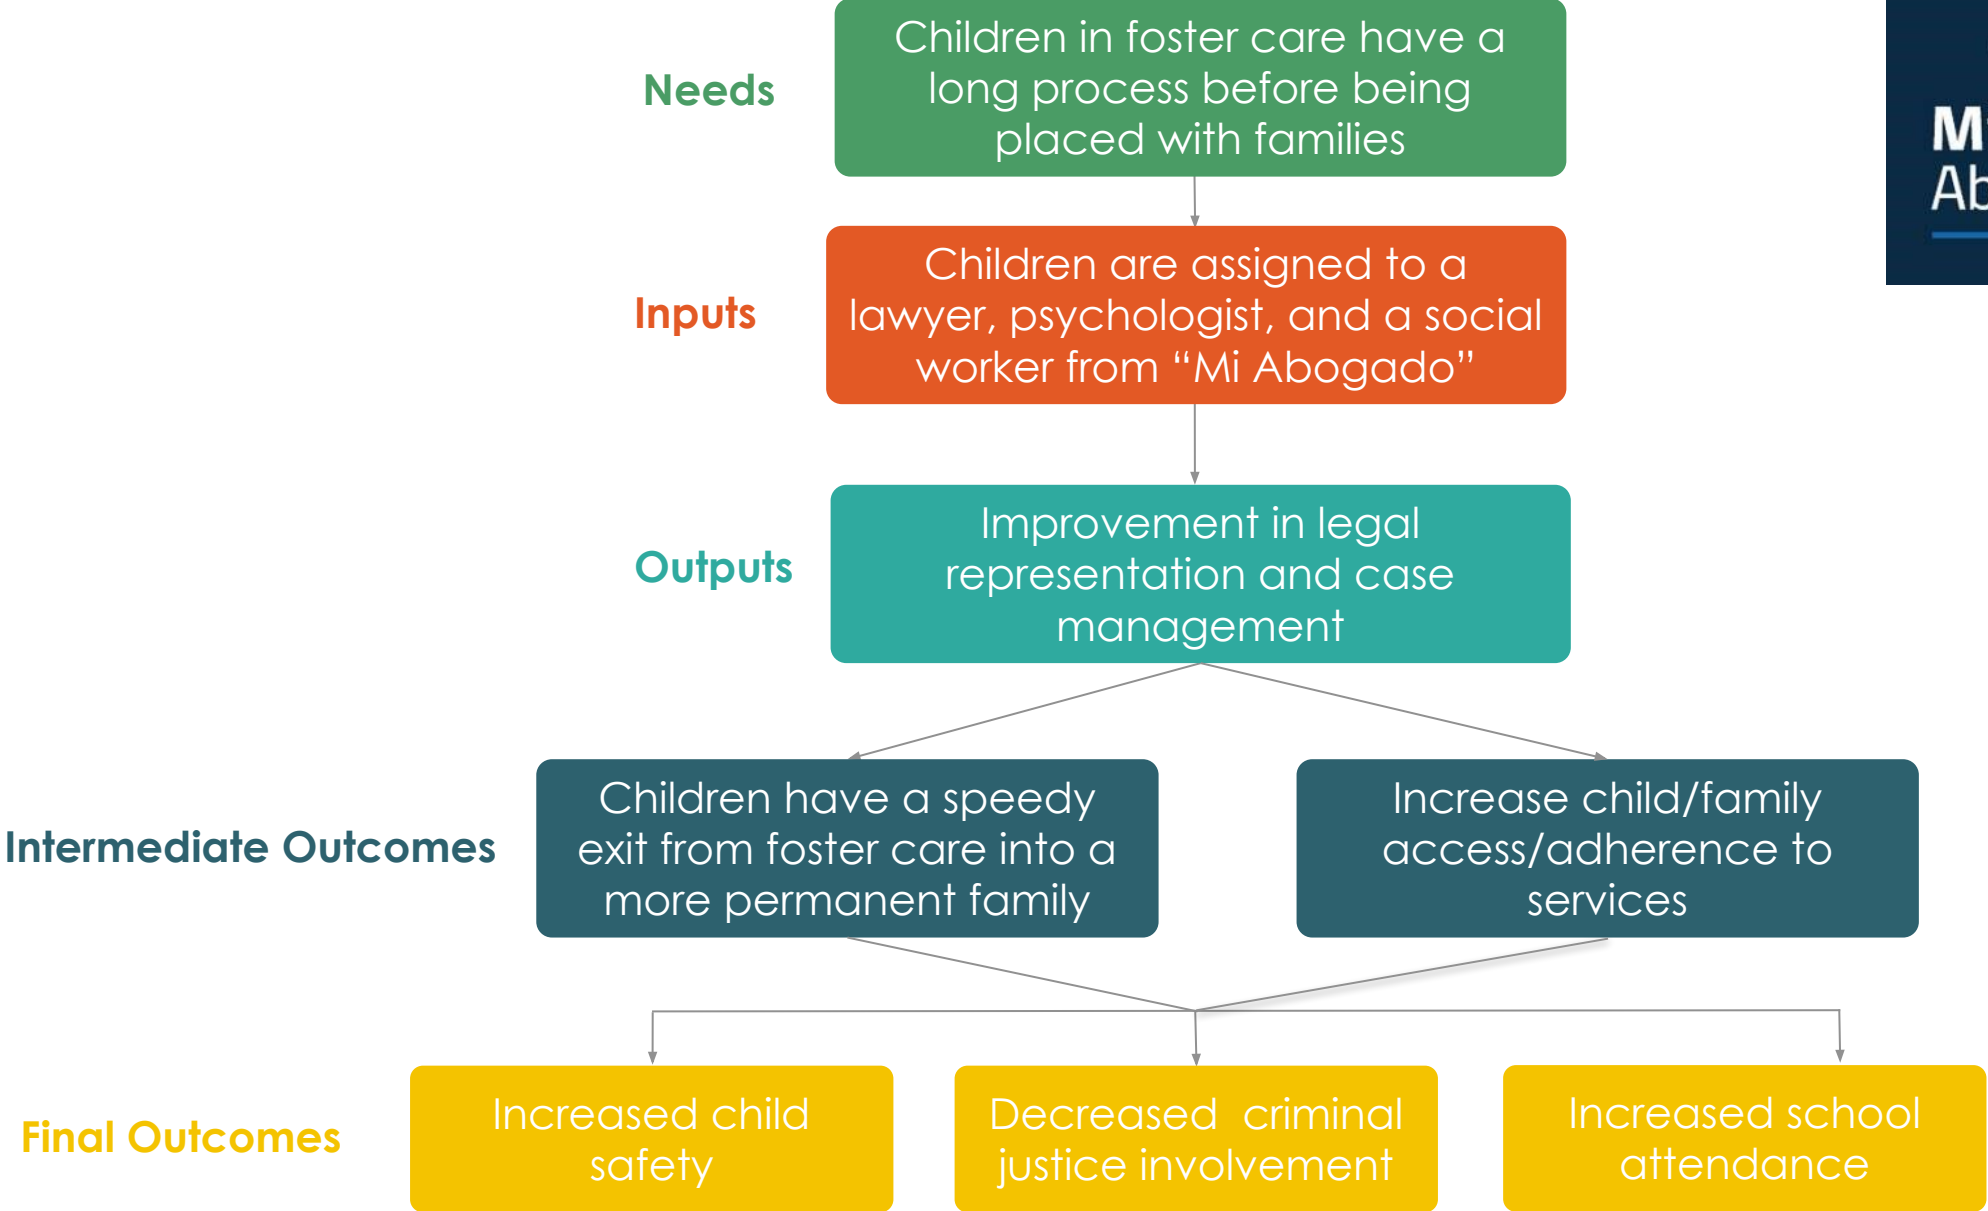 Children in foster care have a
long process before being
placed with families
Needs
Children are assigned to a
lawyer, psychologist, and a social
worker from “Mi Abogado”
Inputs
Improvement in legal
representation and case
management
Outputs
Intermediate Outcomes
Children have a speedy
exit from foster care into a
more permanent family
Increase child/family
access/adherence to
services
Final Outcomes
Increased child
safety
Decreased  criminal
justice involvement
Increased school
attendance